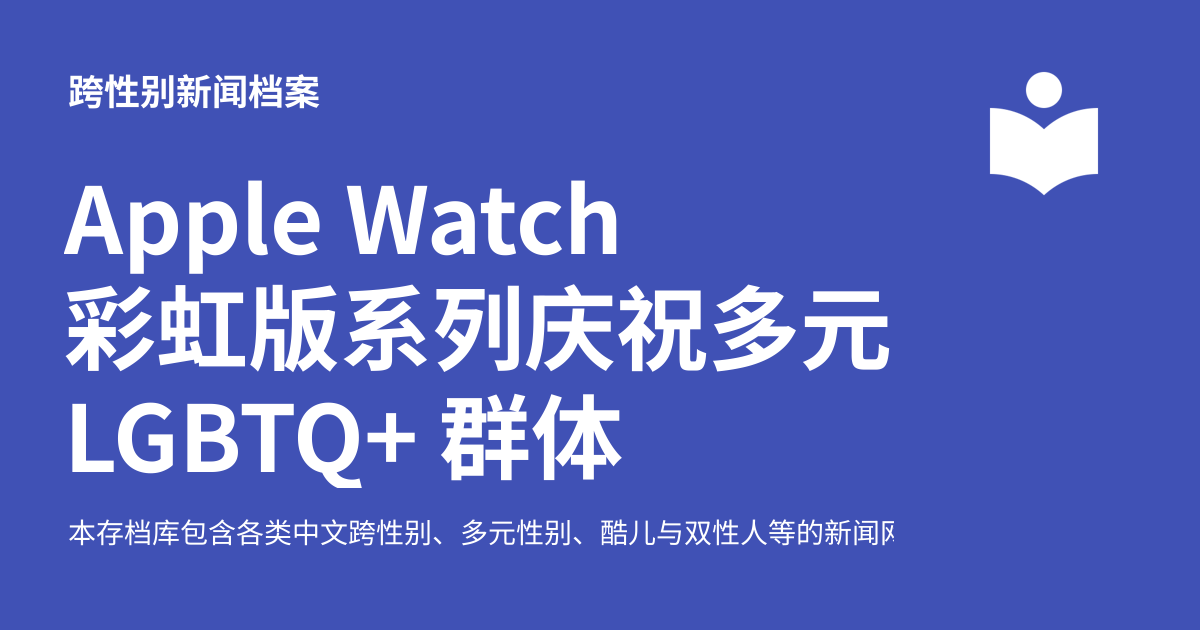 跨性别新闻档案
Apple Watch
彩虹版系列庆祝多元
LGBTQ+ 群体
本存档库包含各类中文跨性别、多元性别、酷儿与双性人等的新闻网